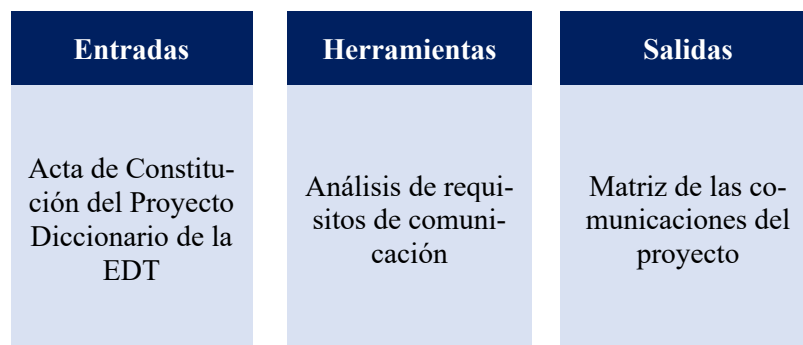 Entradas
Acta de Constitu-
ción del Proyecto
Diccionario de la
EDT
Herramientas
Análisis de requi-
sitos de comuni-
cación
Salidas
Matriz de las co-
municaciones del
proyecto